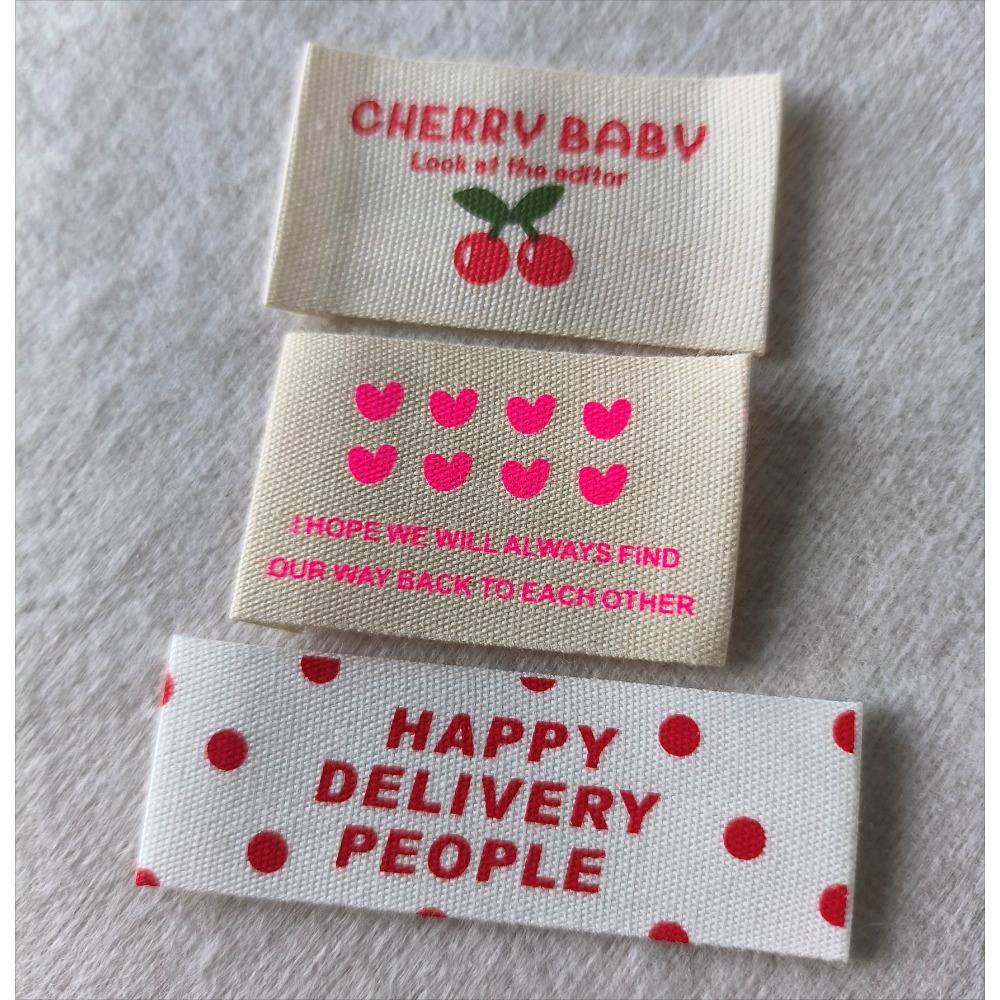 CHERRY BABY
Look at the editor
I HOPE WE WILL ALWAYS FIND
OUR WAY BACK TO EACH OTHER
HAPPY
DELIVERY
PEOPLE